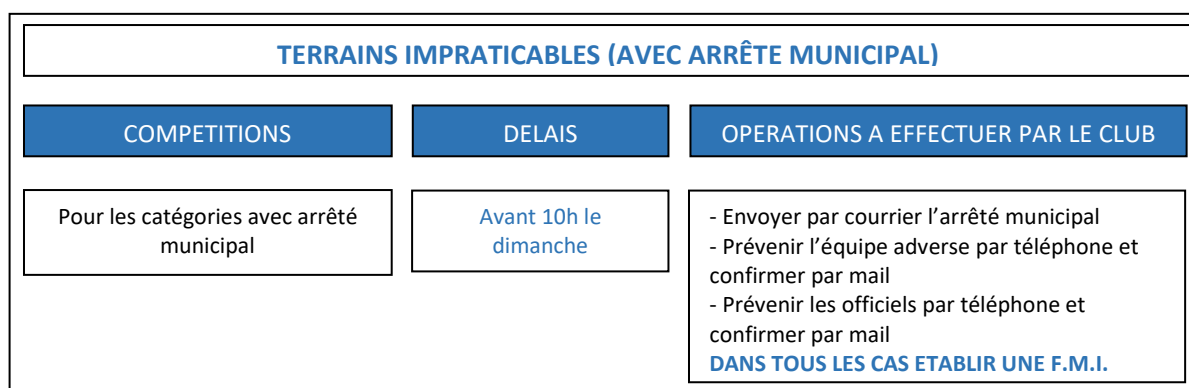 TERRAINS IMPRATICABLES (AVEC ARRÊTE MUNICIPAL)
COMPETITIONS
DELAIS
OPERATIONS A EFFECTUER PAR LE CLUB
Pour les catégories avec arrêté
municipal
Avant 10h le
dimanche
- Envoyer par courrier l’arrêté municipal
- Prévenir l’équipe adverse par téléphone et
confirmer par mail
- Prévenir les officiels par téléphone et
confirmer par mail
DANS TOUS LES CAS ETABLIR UNE F.M.I.